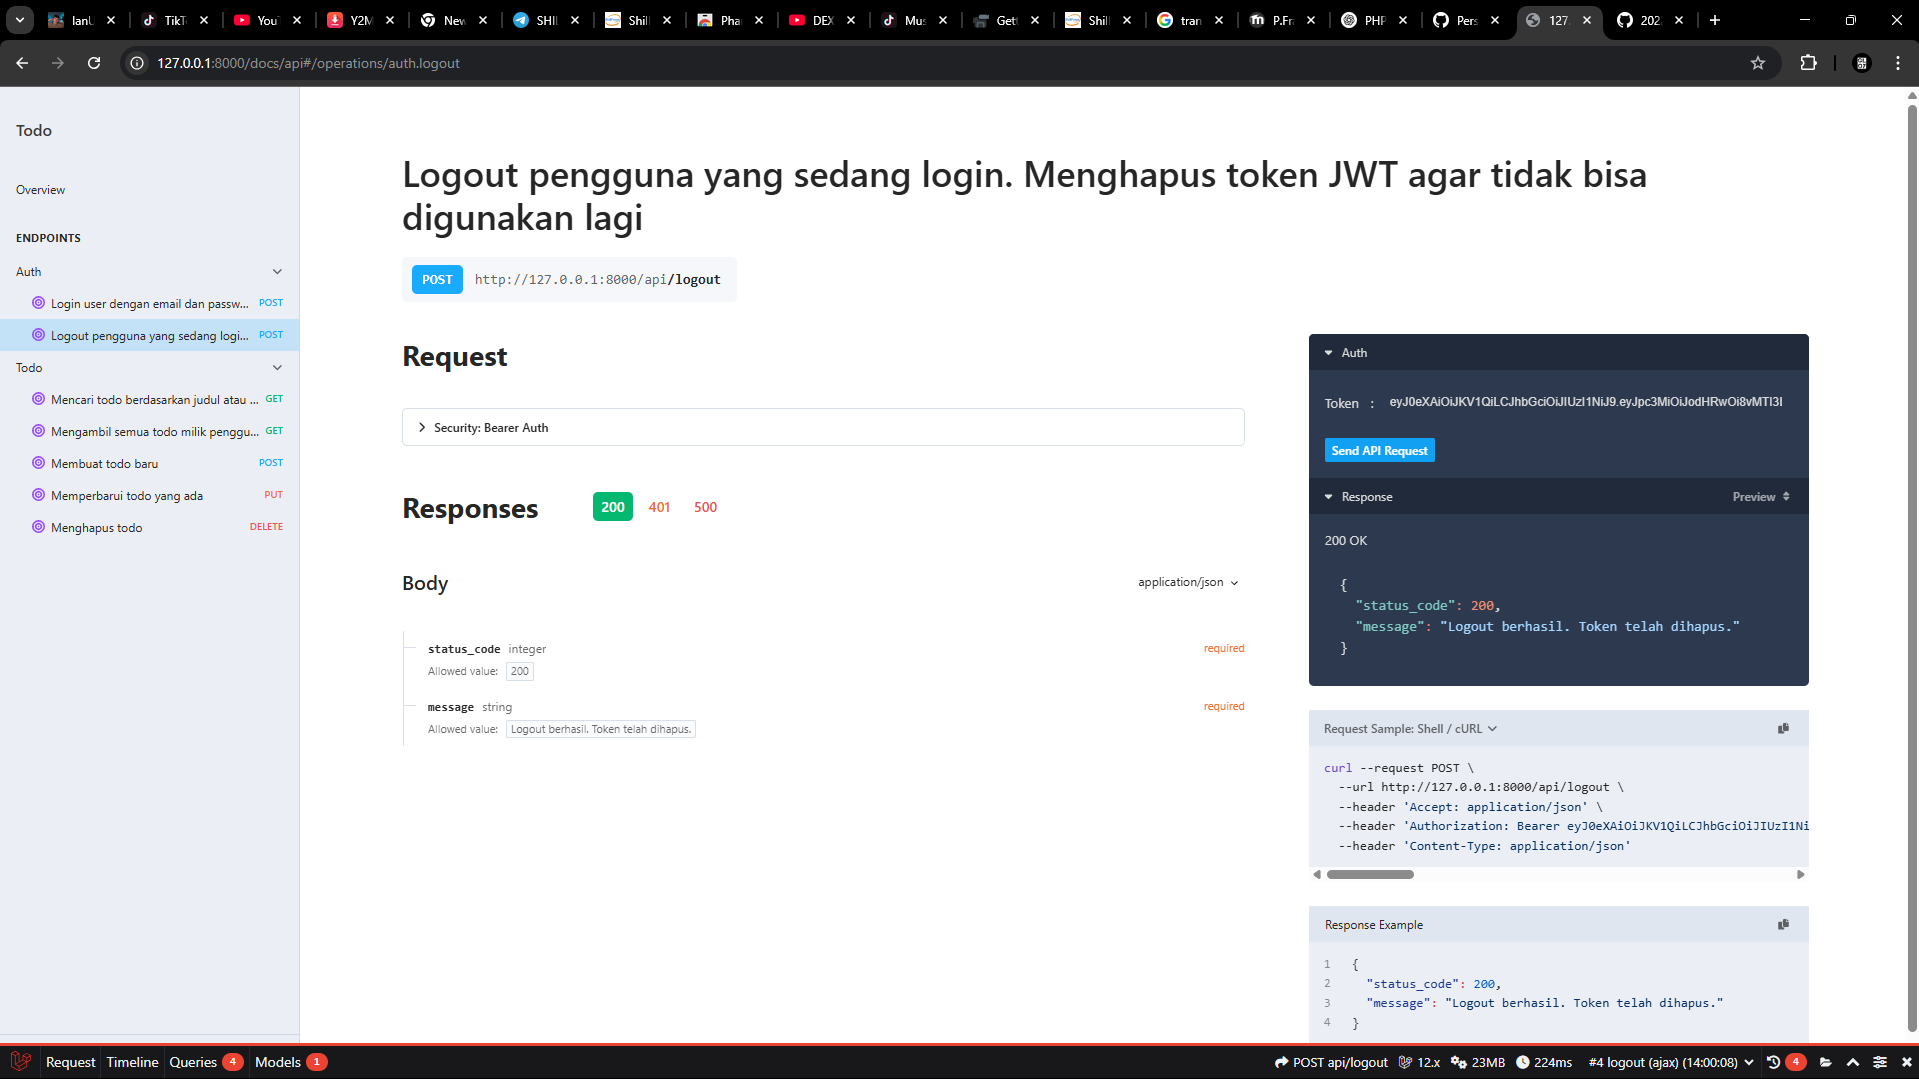 IanU
TikT
YouT
Y2M
New
SHII
Shill
Pha
DEX
Mus
Gett
Shill
tran
P.Fra
PHP
Pers
127.
202
127.0.0.1:8000/docs/api#/operations/auth.logout
Todo
Overview
ENDPOINTS
Auth
Login user dengan email dan passw... POST
Logout pengguna yang sedang logi... POST
Todo
Mencari todo berdasarkan judul atau ... GET
Mengambil semua todo milik penggu... GET
Membuat todo baru POST
Memperbarui todo yang ada PUT
Menghapus todo DELETE
Logout pengguna yang sedang login. Menghapus token JWT agar tidak bisa
digunakan lagi
POST http://127.0.0.1:8000/api/logout
Request
Security: Bearer Auth
Responses 200 401 500
Body application/json
status_code integer required
Allowed value: 200
message string required
Allowed value: Logout berhasil. Token telah dihapus.
Auth
Token : eyJ0eXAiOiJKV1QiLCJhbGciOiJIUzI1NiJ9.eyJpc3MiOiJodHRwOi8vMTI3I
Send API Request
Response Preview
200 OK
{
"status_code": 200,
"message": "Logout berhasil. Token telah dihapus."
}
Request Sample: Shell / cURL
curl --request POST \
--url http://127.0.0.1:8000/api/logout \
--header 'Accept: application/json' \
--header 'Authorization: Bearer eyJ0eXAiOiJKV1QiLCJhbGciOiJIUzI1Ni
--header 'Content-Type: application/json'
Response Example
1 {
2 "status_code": 200,
3 "message": "Logout berhasil. Token telah dihapus."
4 }
Request Timeline Queries 4 Models 1 POST api/logout 12.x 23MB 224ms #4 logout (ajax) (14:00:08) 4